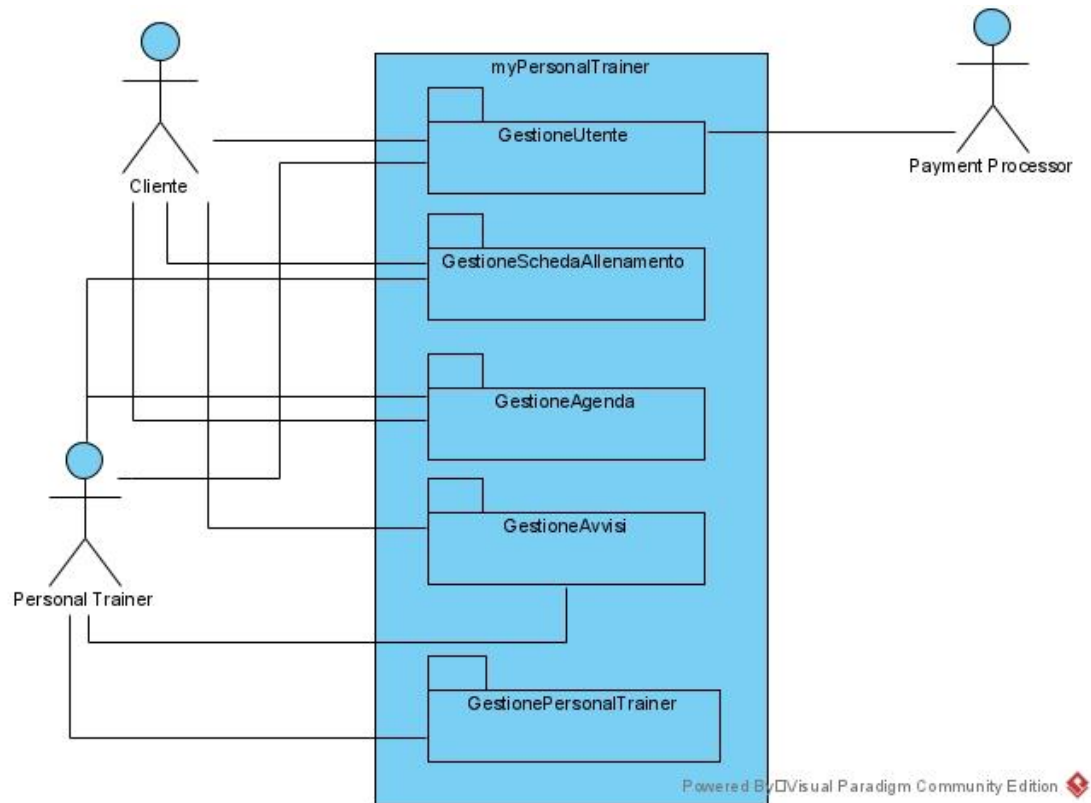 myPersonalTrainer
GestioneUtente
Payment Processor
Cliente
GestioneSchedaAllenamento
GestioneAgenda
GestioneAvvisi
Personal Trainer
GestionePersonalTrainer
Powered By□Visual Paradigm Community Edition